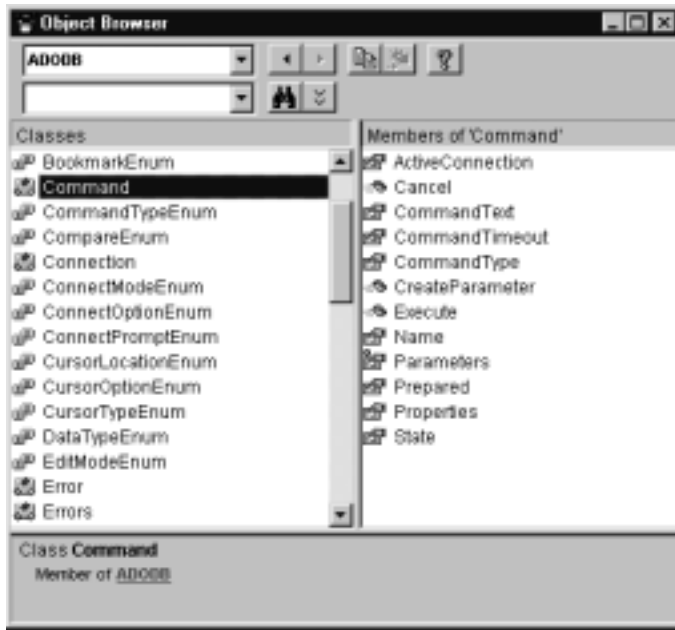 Object Browser
ADODB
Classes
BookmarkEnum
Command
CommandTypeEnum
CompareEnum
Connection
ConnectModeEnum
ConnectOptionEnum
ConnectPromptEnum
CursorLocationEnum
CursorOptionEnum
CursorTypeEnum
DataTypeEnum
EditModeEnum
Error
Errors
Members of 'Command'
ActiveConnection
Cancel
CommandText
CommandTimeout
CommandType
CreateParameter
Execute
Name
Parameters
Prepared
Properties
State
Class Command
Member of ADODB